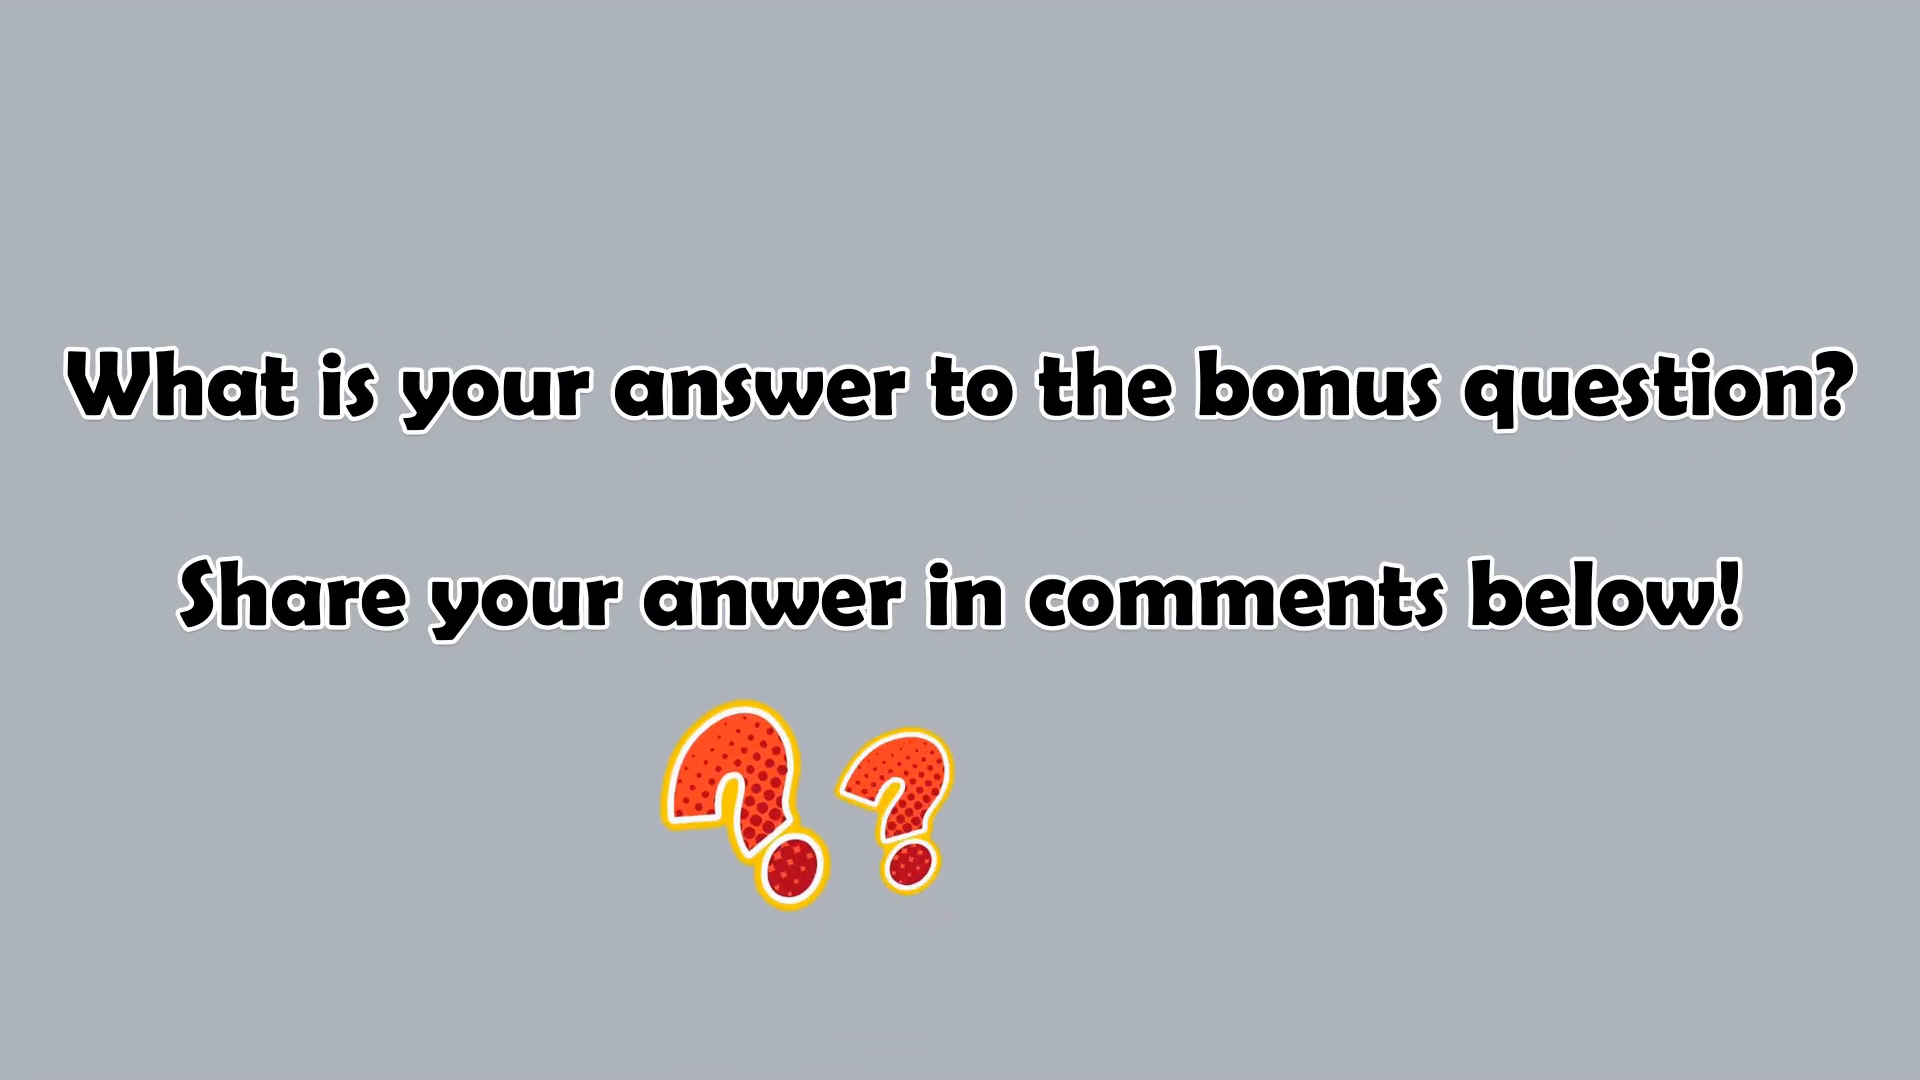 What is your answer to the bonus question?
Share your anwer in comments below!